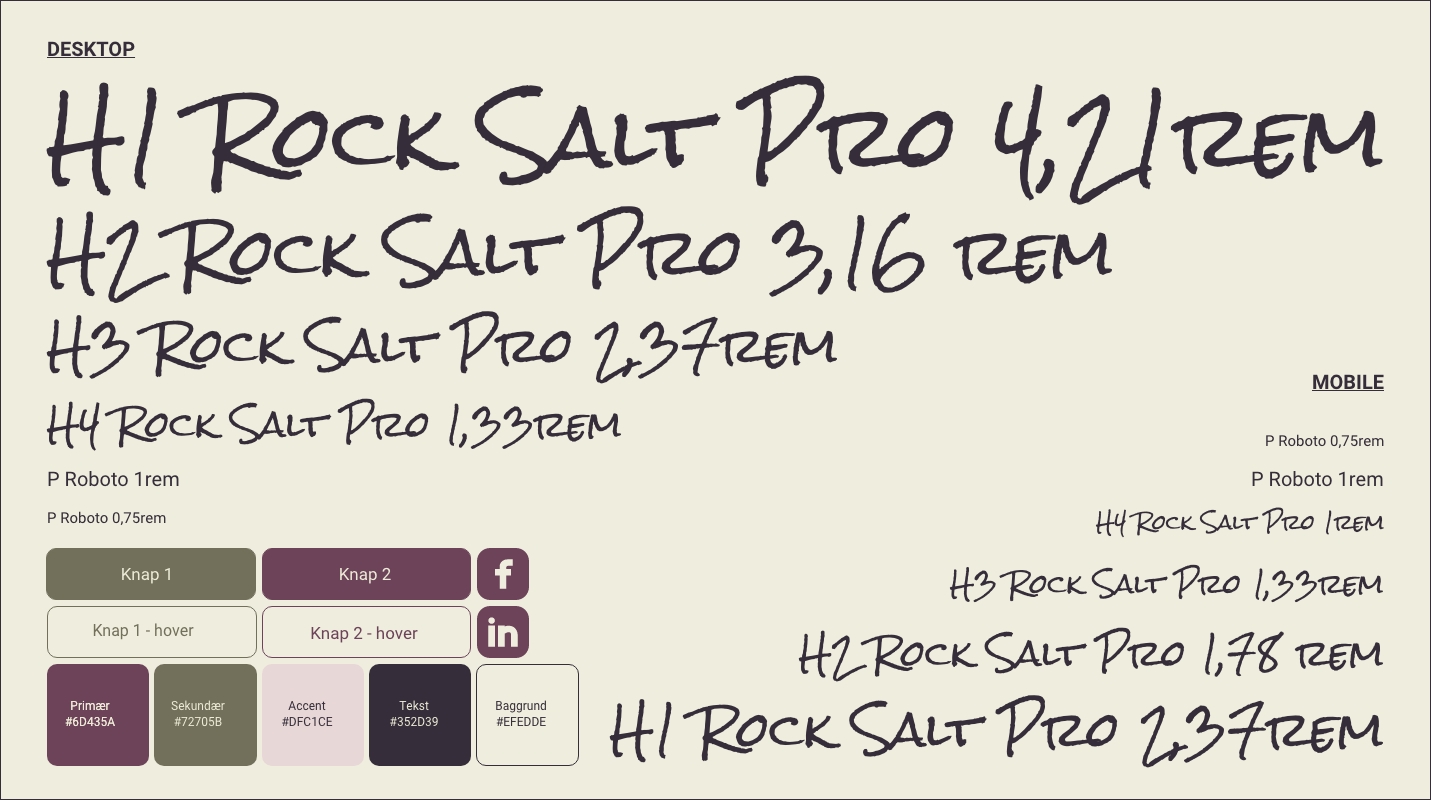 DESKTOP
H1 Rock Salt Pro 4,21rem
H2 Rock Salt Pro 3,16 rem
H3 Rock Salt Pro 2,37rem
H4 Rock Salt Pro 1,33rem
P Roboto 1rem
P Roboto 0,75rem
Knap 1
Knap 2
f
Knap 1 - hover
Knap 2 - hover
in
Primær
#6D435A
Sekundær
#72705B
Accent
#DFC1CE
Tekst
#352D39
Baggrund
#EFEDDE
MOBILE
P Roboto 0,75rem
P Roboto 1rem
H4 Rock Salt Pro 1rem
H3 Rock Salt Pro 1,33rem
H2 Rock Salt Pro 1,78 rem
H1 Rock Salt Pro 2,37rem